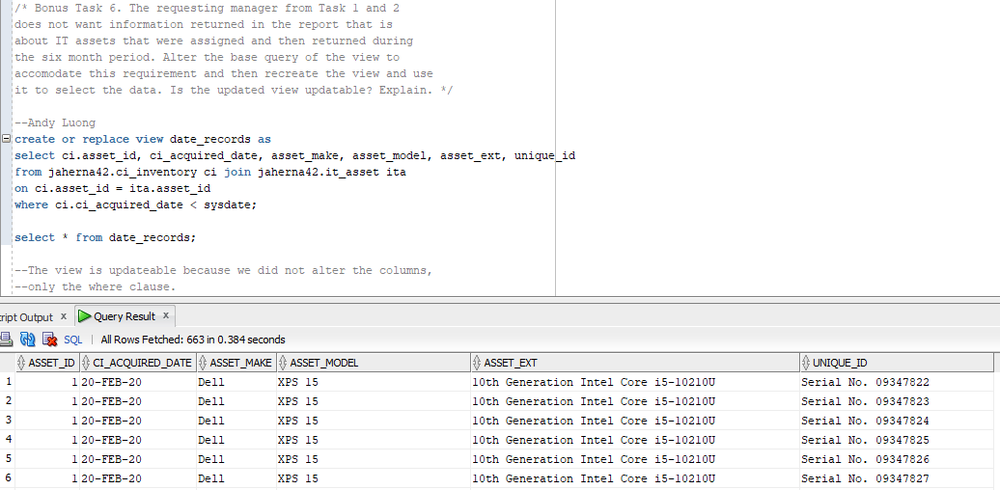 /* Bonus Task 6. The requesting manager from Task 1 and 2
does not want information returned in the report that is
about IT assets that were assigned and then returned during
the six month period. Alter the base query of the view to
accomodate this requirement and then recreate the view and use
it to select the data. Is the updated view updatable? Explain. */
--Andy Luong
create or replace view date_records as
select ci.asset_id, ci_acquired_date, asset_make, asset_model, asset_ext, unique_id
from jaherna42.ci_inventory ci join jaherna42.it_asset ita
on ci.asset_id = ita.asset_id
where ci.ci_acquired_date < sysdate;
select * from date_records;
--The view is updateable because we did not alter the columns,
--only the where clause.
ript Output x Query Result x
SQL | All Rows Fetched: 663 in 0.384 seconds
ASSET_ID CI_ACQUIRED_DATE ASSET_MAKE ASSET_MODEL ASSET_EXT UNIQUE_ID
1 1 20-FEB-20 Dell XPS 15 10th Generation Intel Core i5-10210U Serial No. 09347822
2 1 20-FEB-20 Dell XPS 15 10th Generation Intel Core i5-10210U Serial No. 09347823
3 1 20-FEB-20 Dell XPS 15 10th Generation Intel Core i5-10210U Serial No. 09347824
4 1 20-FEB-20 Dell XPS 15 10th Generation Intel Core i5-10210U Serial No. 09347825
5 1 20-FEB-20 Dell XPS 15 10th Generation Intel Core i5-10210U Serial No. 09347826
6 1 20-FEB-20 Dell XPS 15 10th Generation Intel Core i5-10210U Serial No. 09347827